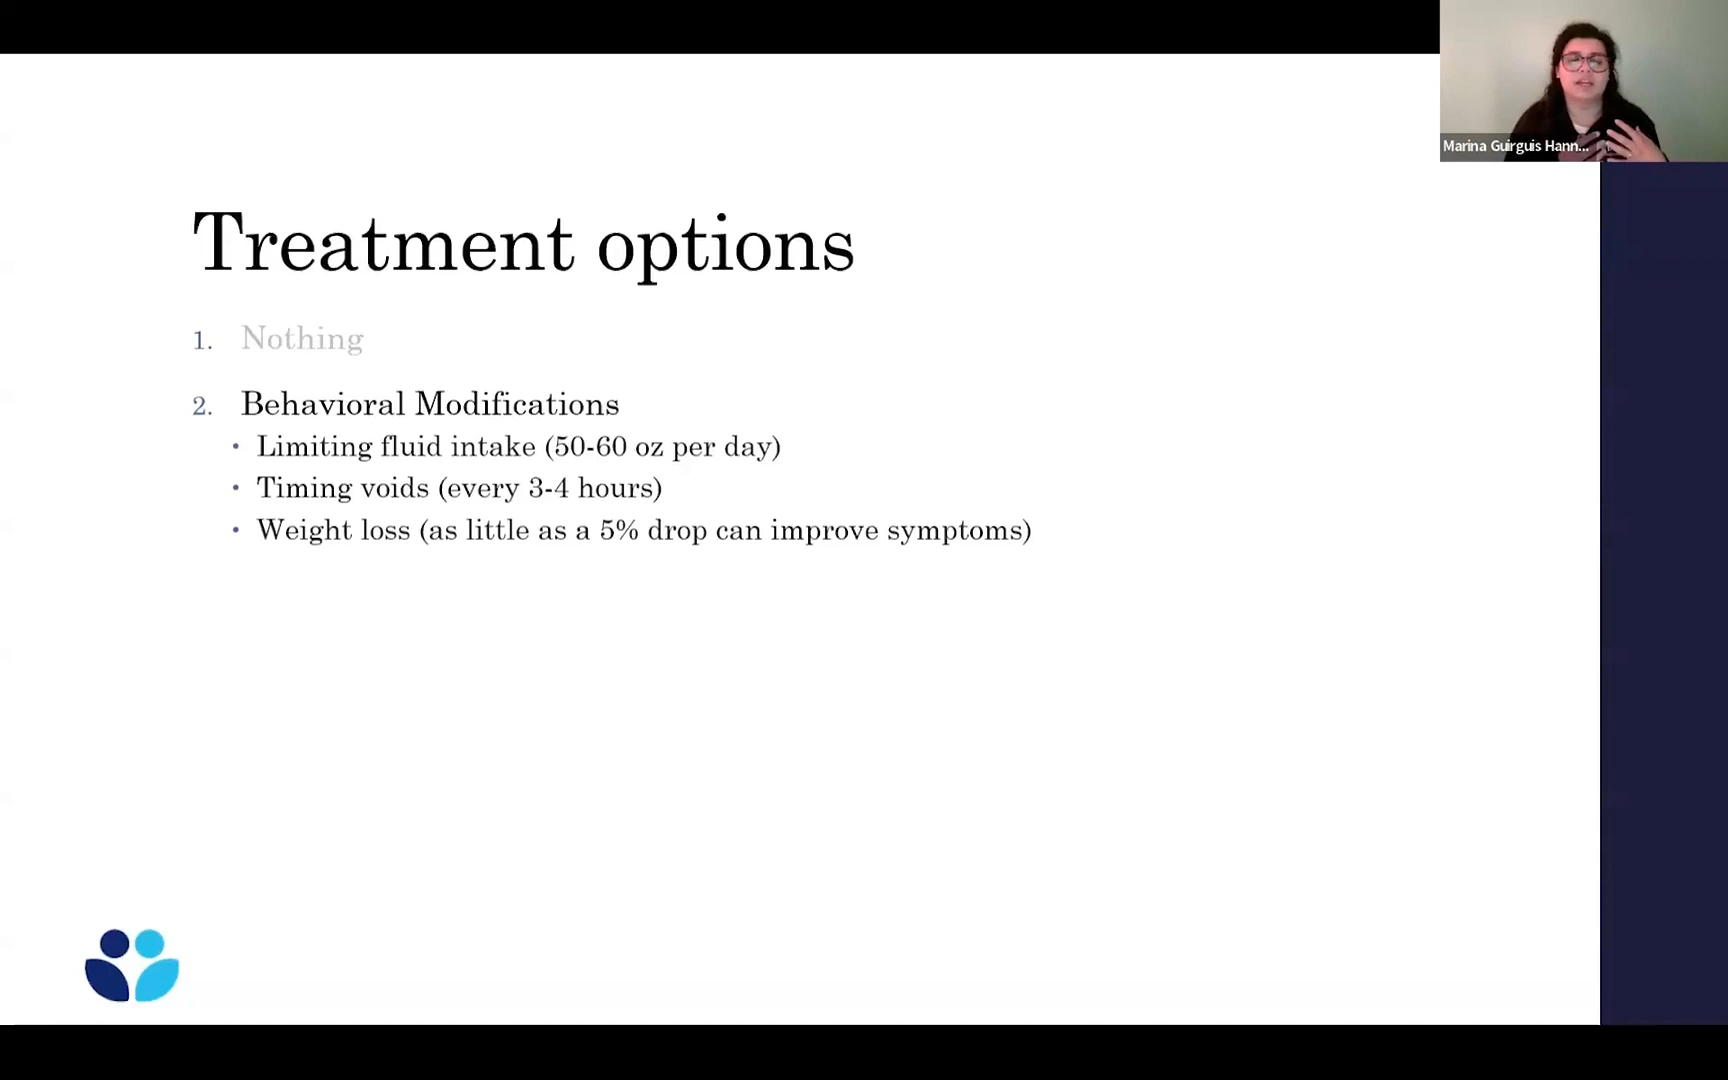 Marina Guirguis Hann...
Treatment options
1. Nothing
2. Behavioral Modifications
• Limiting fluid intake (50-60 oz per day)
• Timing voids (every 3-4 hours)
• Weight loss (as little as a 5% drop can improve symptoms)